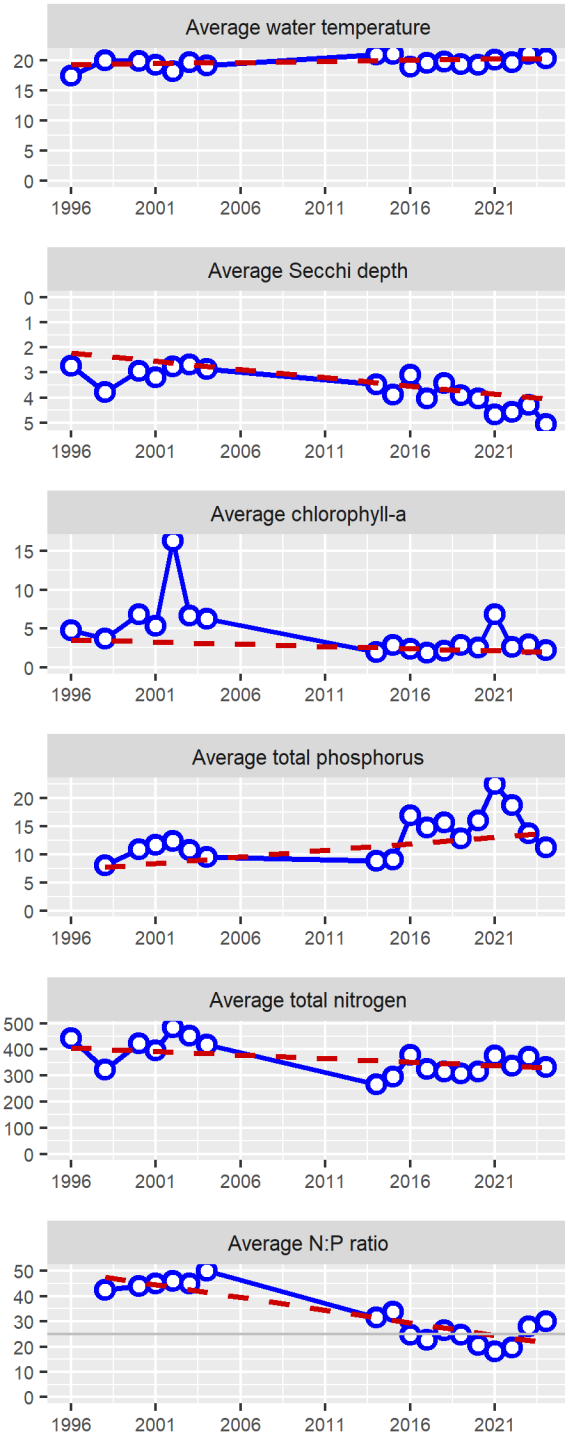 Average water temperature
20
15
10
5
0
1996 2001 2006 2011 2016 2021
Average Secchi depth
0
1
2
3
4
5
1996 2001 2006 2011 2016 2021
Average chlorophyll-a
15
10
5
0
1996 2001 2006 2011 2016 2021
Average total phosphorus
20
15
10
5
0
1996 2001 2006 2011 2016 2021
Average total nitrogen
500
400
300
200
100
0
1996 2001 2006 2011 2016 2021
Average N:P ratio
50
40
30
20
10
0
1996 2001 2006 2011 2016 2021